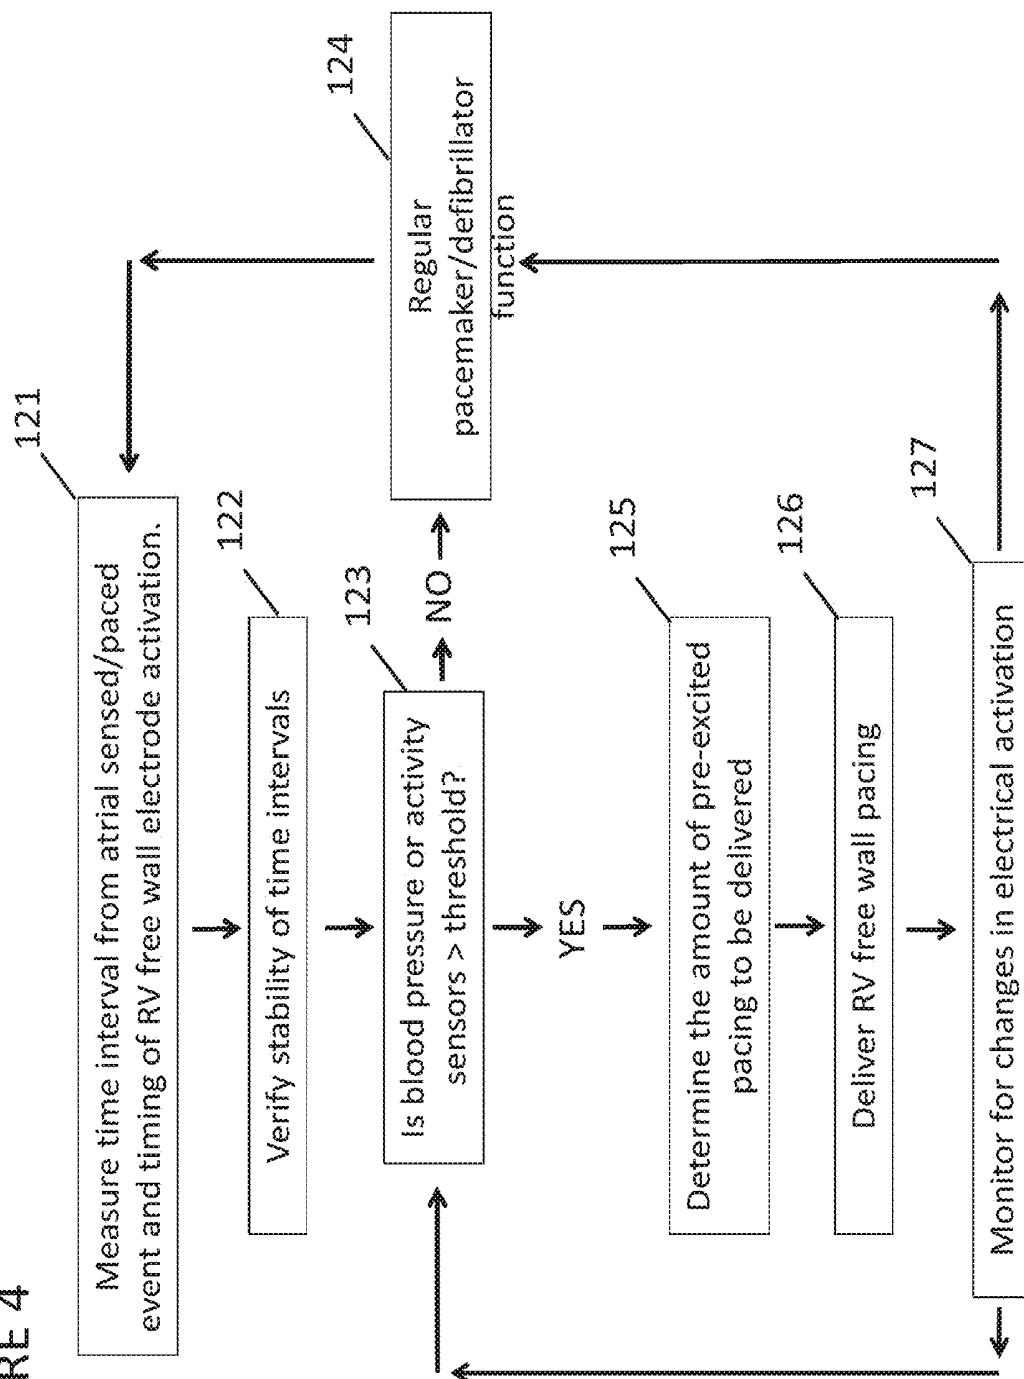 RE 4
121
Measure time interval from atrial sensed/paced
event and timing of RV free wall electrode activation.
122
Verify stability of time intervals
123
Is blood pressure or activity
sensors > threshold?
NO
124
Regular
pacemaker/defibrillator
function
YES
125
Determine the amount of pre-excited
pacing to be delivered
126
Deliver RV free wall pacing
127
Monitor for changes in electrical activation